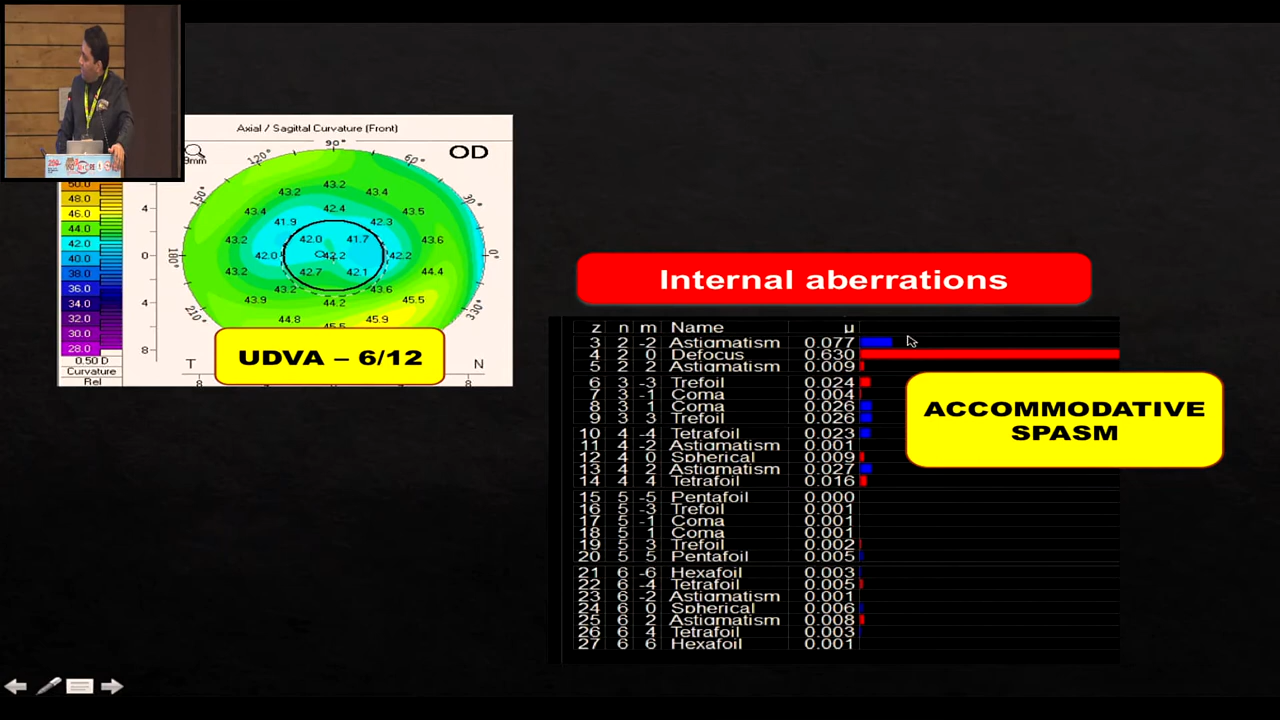 Axial / Sagittal Curvature (Front)
OD
9mm
90°
120°
60°
150°
30°
180°
0°
210°
330°
50.0
48.0
46.0
44.0
42.0
40.0
38.0
36.0
34.0
32.0
30.0
28.0
0.50 D
Curvature
Rel
4
0
4
8
43.2
43.2 43.4
42.4
43.4 43.5
41.9 42.3
43.2 42.0 41.7 43.6
42.0 42.2 42.2
43.2 42.7 42.1 44.4
43.2 43.6
43.9 44.2 45.5
44.8 45.9
T N
8 4 0 4 8
UDVA – 6/12
Internal aberrations
z n m Name µ
3 2 -2 Astigmatism 0.077
4 2 0 Defocus 0.630
5 2 2 Astigmatism 0.009
6 3 -3 Trefoil 0.024
7 3 -1 Coma 0.004
8 3 1 Coma 0.026
9 3 3 Trefoil 0.026
10 4 -4 Tetrafoil 0.023
11 4 -2 Astigmatism 0.001
12 4 0 Spherical 0.009
13 4 2 Astigmatism 0.027
14 4 4 Tetrafoil 0.016
15 5 -5 Pentafoil 0.000
16 5 -3 Trefoil 0.001
17 5 -1 Coma 0.001
18 5 1 Coma 0.001
19 5 3 Trefoil 0.002
20 5 5 Pentafoil 0.005
21 6 -6 Hexafoil 0.003
22 6 -4 Tetrafoil 0.005
23 6 -2 Astigmatism 0.001
24 6 0 Spherical 0.006
25 6 2 Astigmatism 0.008
26 6 4 Tetrafoil 0.003
27 6 6 Hexafoil 0.001
ACCOMMODATIVE
SPASM